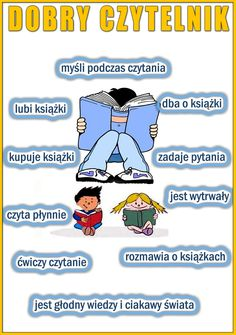 DOBRY CZYTELNIK
myśli podczas czytania
lubi książki
dba o książki
kupuje książki
zadaje pytania
jest wytrwały
czyta płynnie
rozmawia o książkach
ćwiczy czytanie
jest głodny wiedzy i ciakawy świata